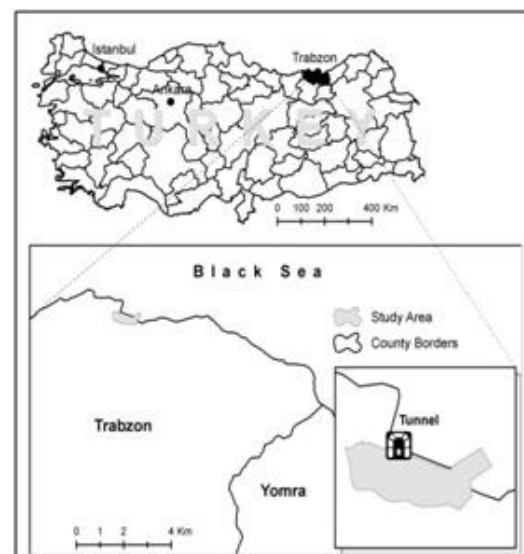 Istanbul
Trabzon
Ankara
TURKEY
0 100 200 400 Km
Black Sea
Study Area
County Borders
Tunnel
Trabzon
Yomra
0 1 2 4 Km